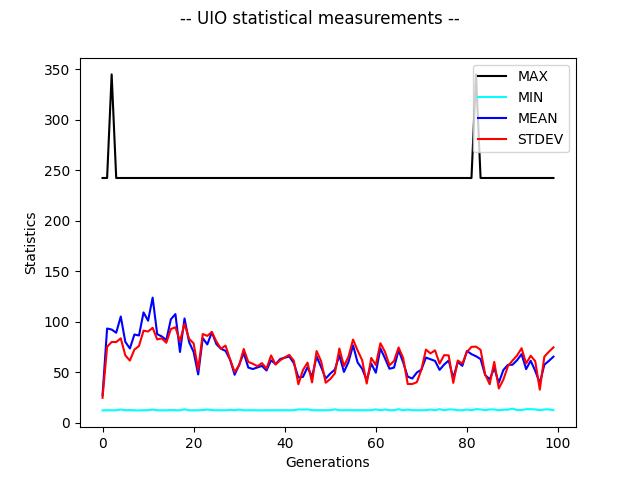 -- UIO statistical measurements --
350
300
250
200
150
100
50
0
Statistics
MAX
MIN
MEAN
STDEV
0 20 40 60 80 100
Generations